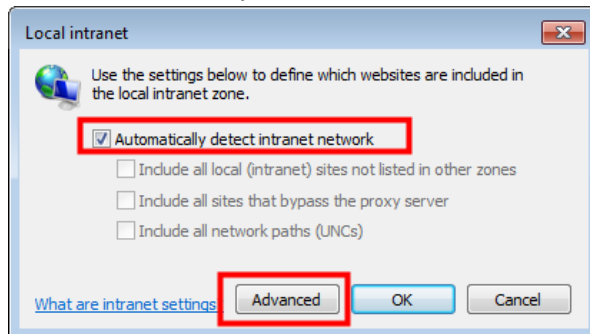 Local intranet
Use the settings below to define which websites are included in
the local intranet zone.
Automatically detect intranet network
Include all local (intranet) sites not listed in other zones
Include all sites that bypass the proxy server
Include all network paths (UNCs)
What are intranet settings
Advanced
OK
Cancel